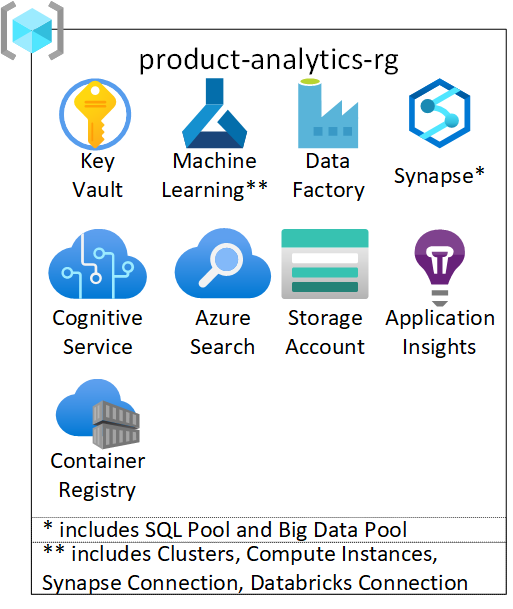 product-analytics-rg
Key
Vault
Machine
Learning**
Data
Factory
Synapse*
Cognitive
Service
Azure
Search
Storage
Account
Application
Insights
Container
Registry
* includes SQL Pool and Big Data Pool
** includes Clusters, Compute Instances,
Synapse Connection, Databricks Connection